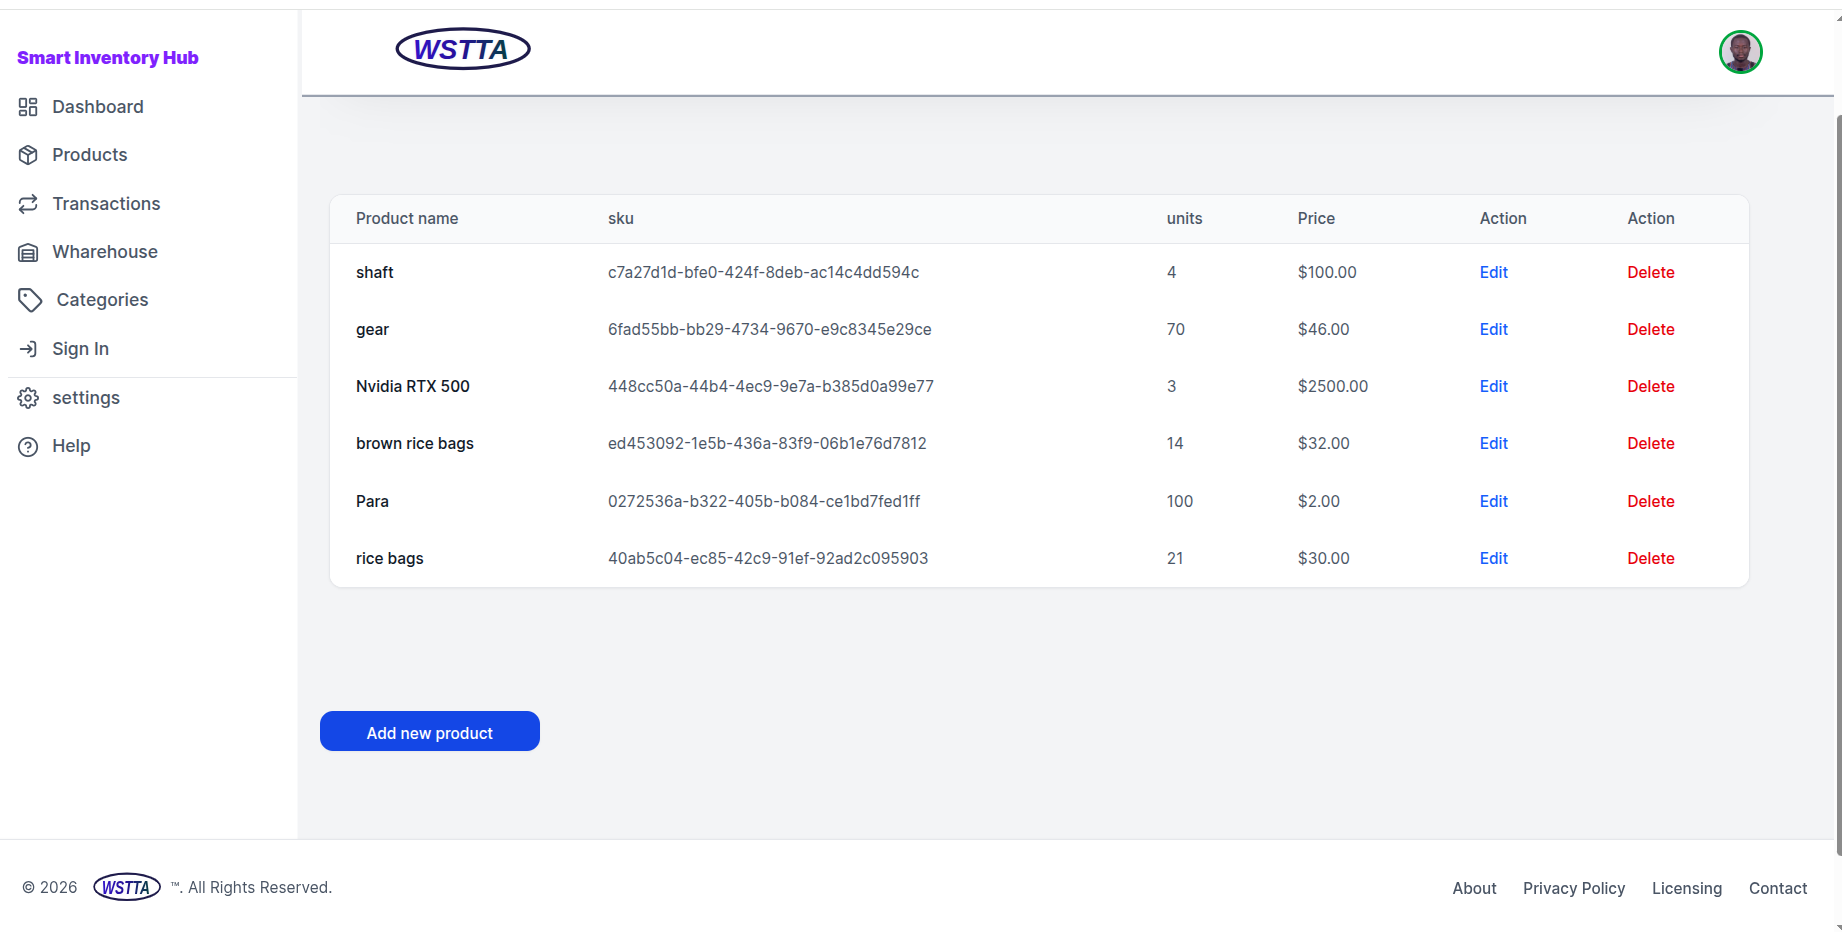 Smart Inventory Hub
Dashboard
Products
Transactions
Wharehouse
Categories
Sign In
settings
Help
WSTTA
Product name sku units Price Action Action
shaft c7a27d1d-bfe0-424f-8deb-ac14c4dd594c 4 $100.00 Edit Delete
gear 6fad55bb-bb29-4734-9670-e9c8345e29ce 70 $46.00 Edit Delete
Nvidia RTX 500 448cc50a-44b4-4ec9-9e7a-b385d0a99e77 3 $2500.00 Edit Delete
brown rice bags ed453092-1e5b-436a-83f9-06b1e76d7812 14 $32.00 Edit Delete
Para 0272536a-b322-405b-b084-ce1bd7fed1ff 100 $2.00 Edit Delete
rice bags 40ab5c04-ec85-42c9-91ef-92ad2c095903 21 $30.00 Edit Delete
Add new product
© 2026 WSTTA ™. All Rights Reserved.
About Privacy Policy Licensing Contact